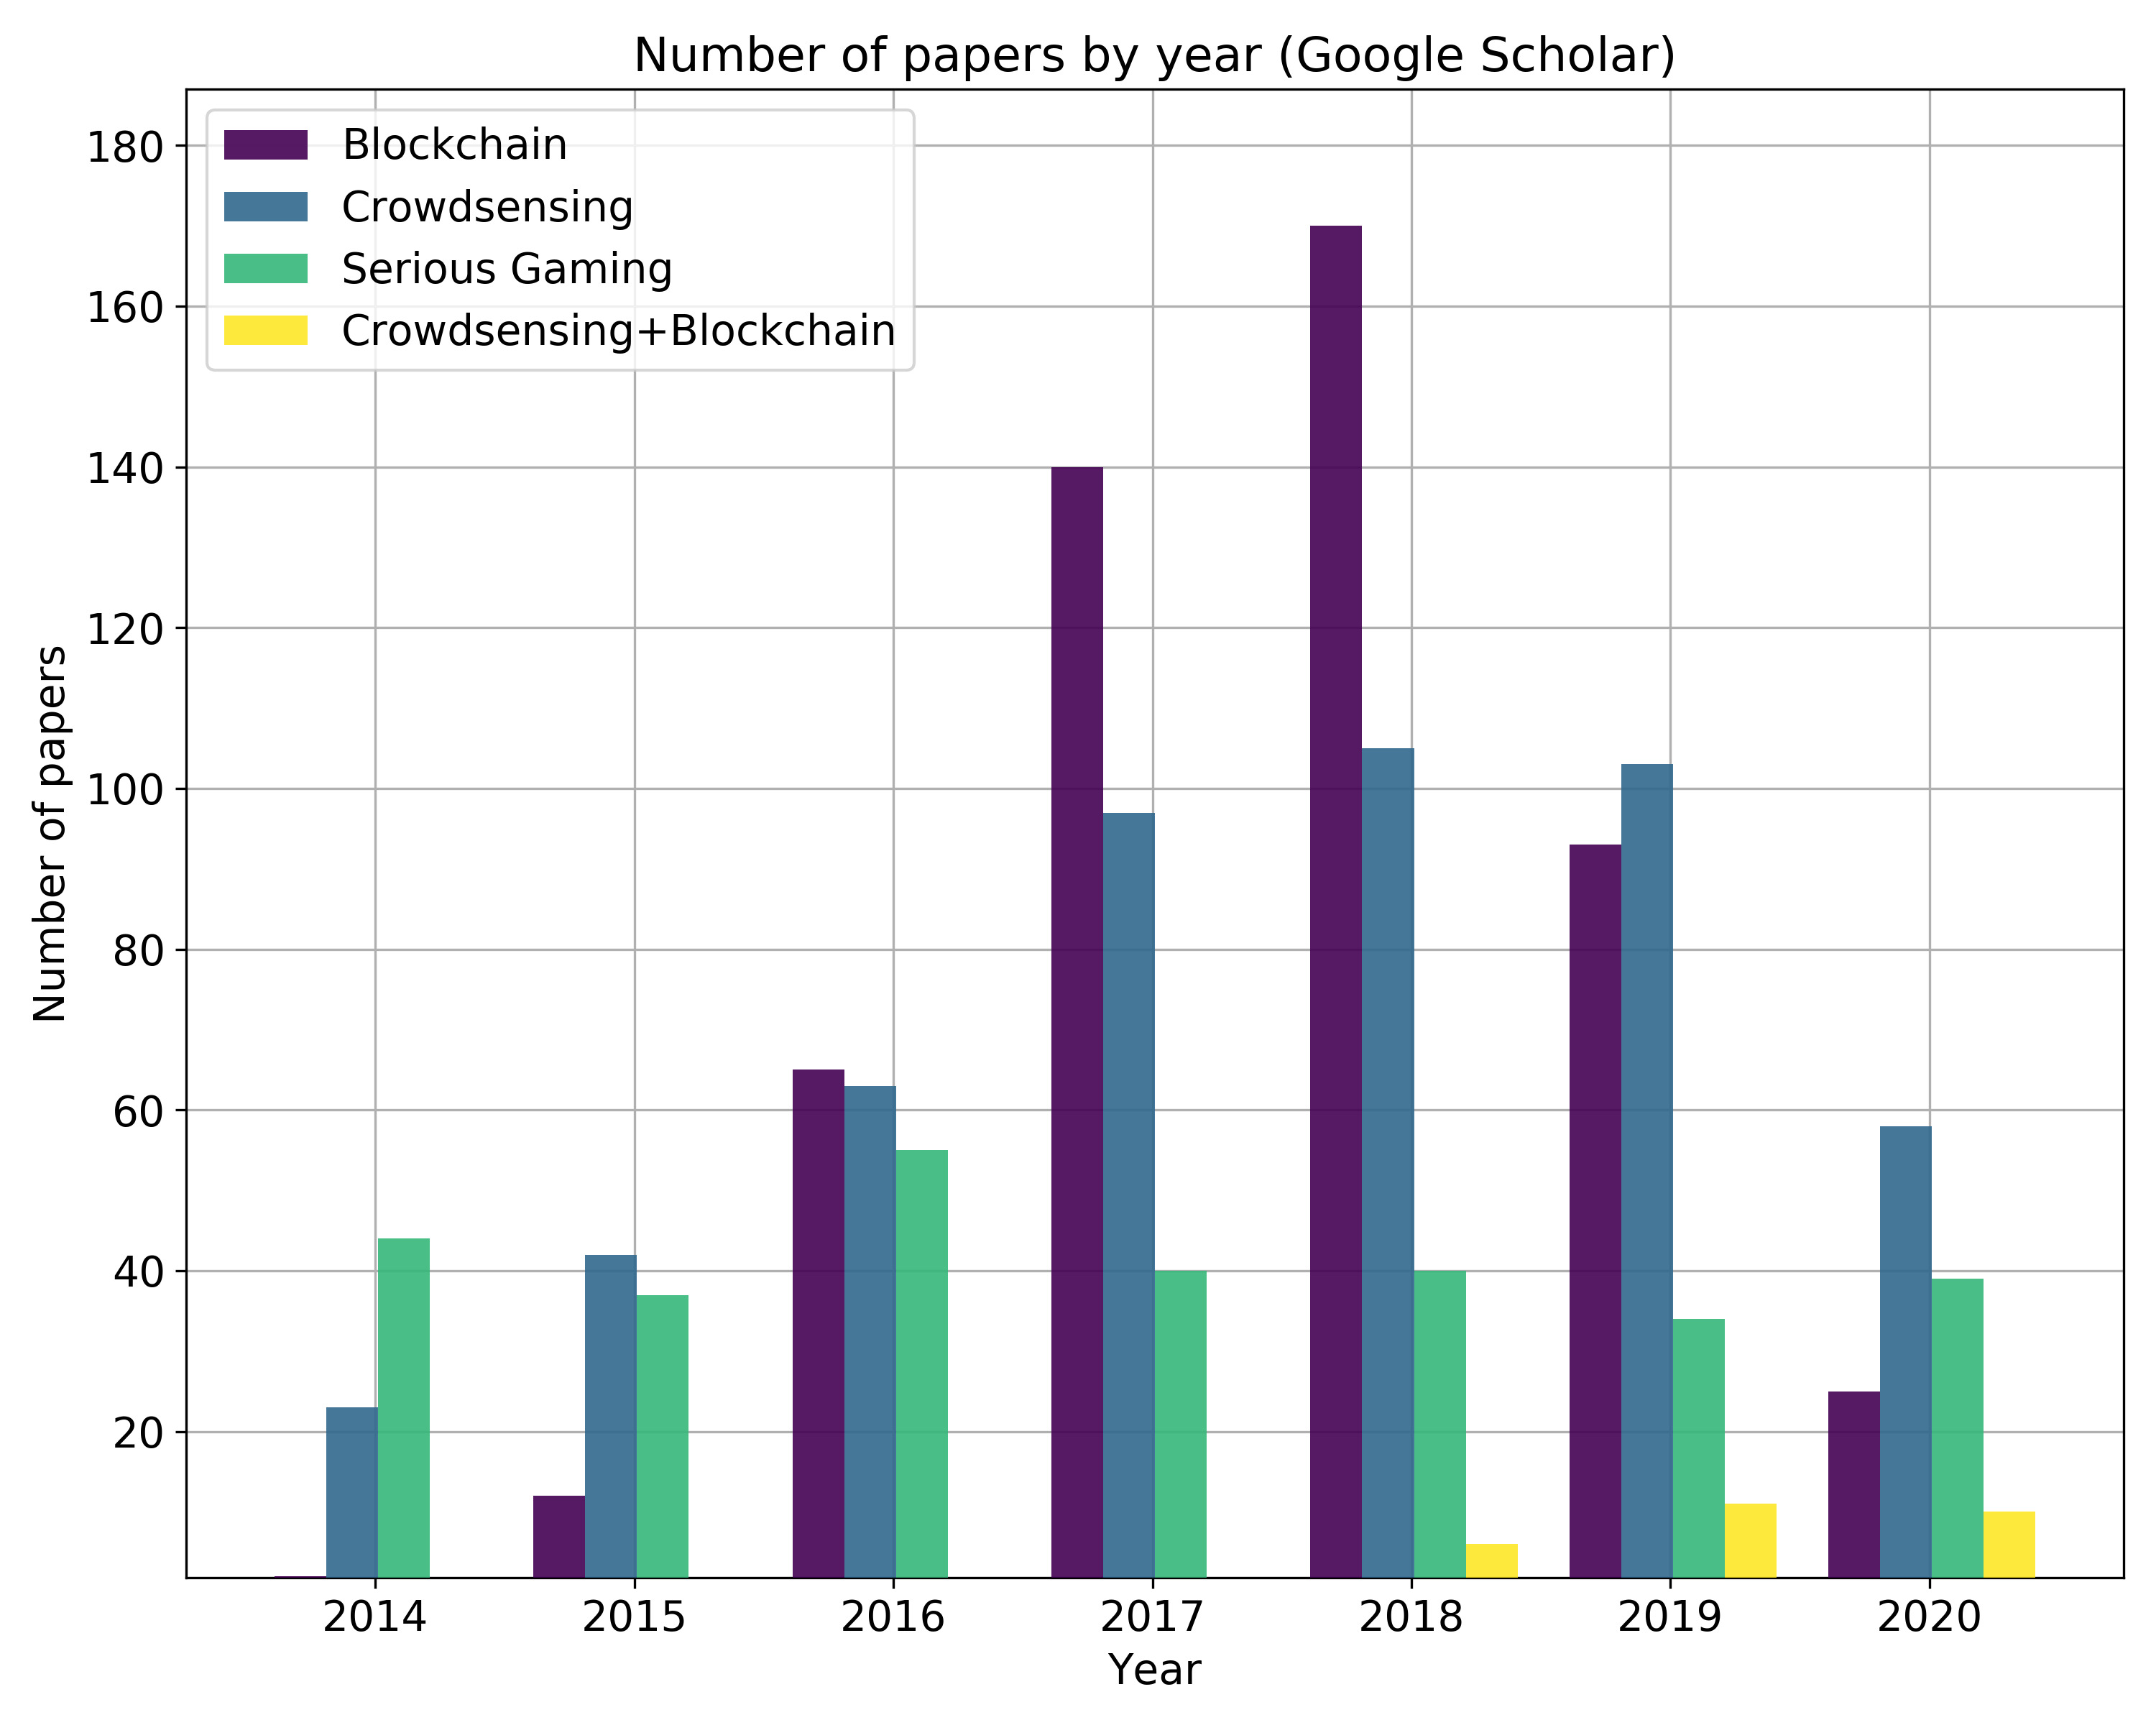 Number of papers by year (Google Scholar)
Blockchain
Crowdsensing
Serious Gaming
Crowdsensing+Blockchain
Number of papers
180
160
140
120
100
80
60
40
20
2014 2015 2016 2017 2018 2019 2020
Year